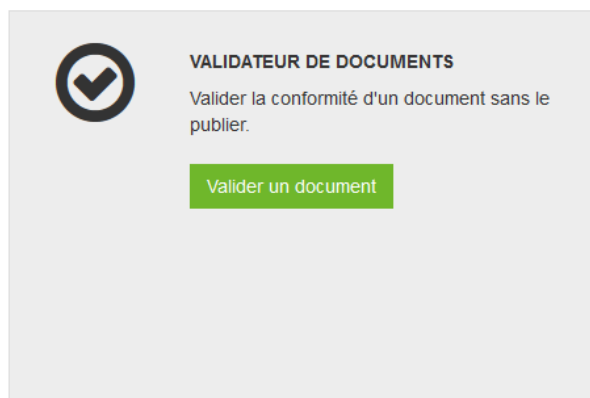 VALIDATEUR DE DOCUMENTS
Valider la conformité d'un document sans le
publier.
Valider un document